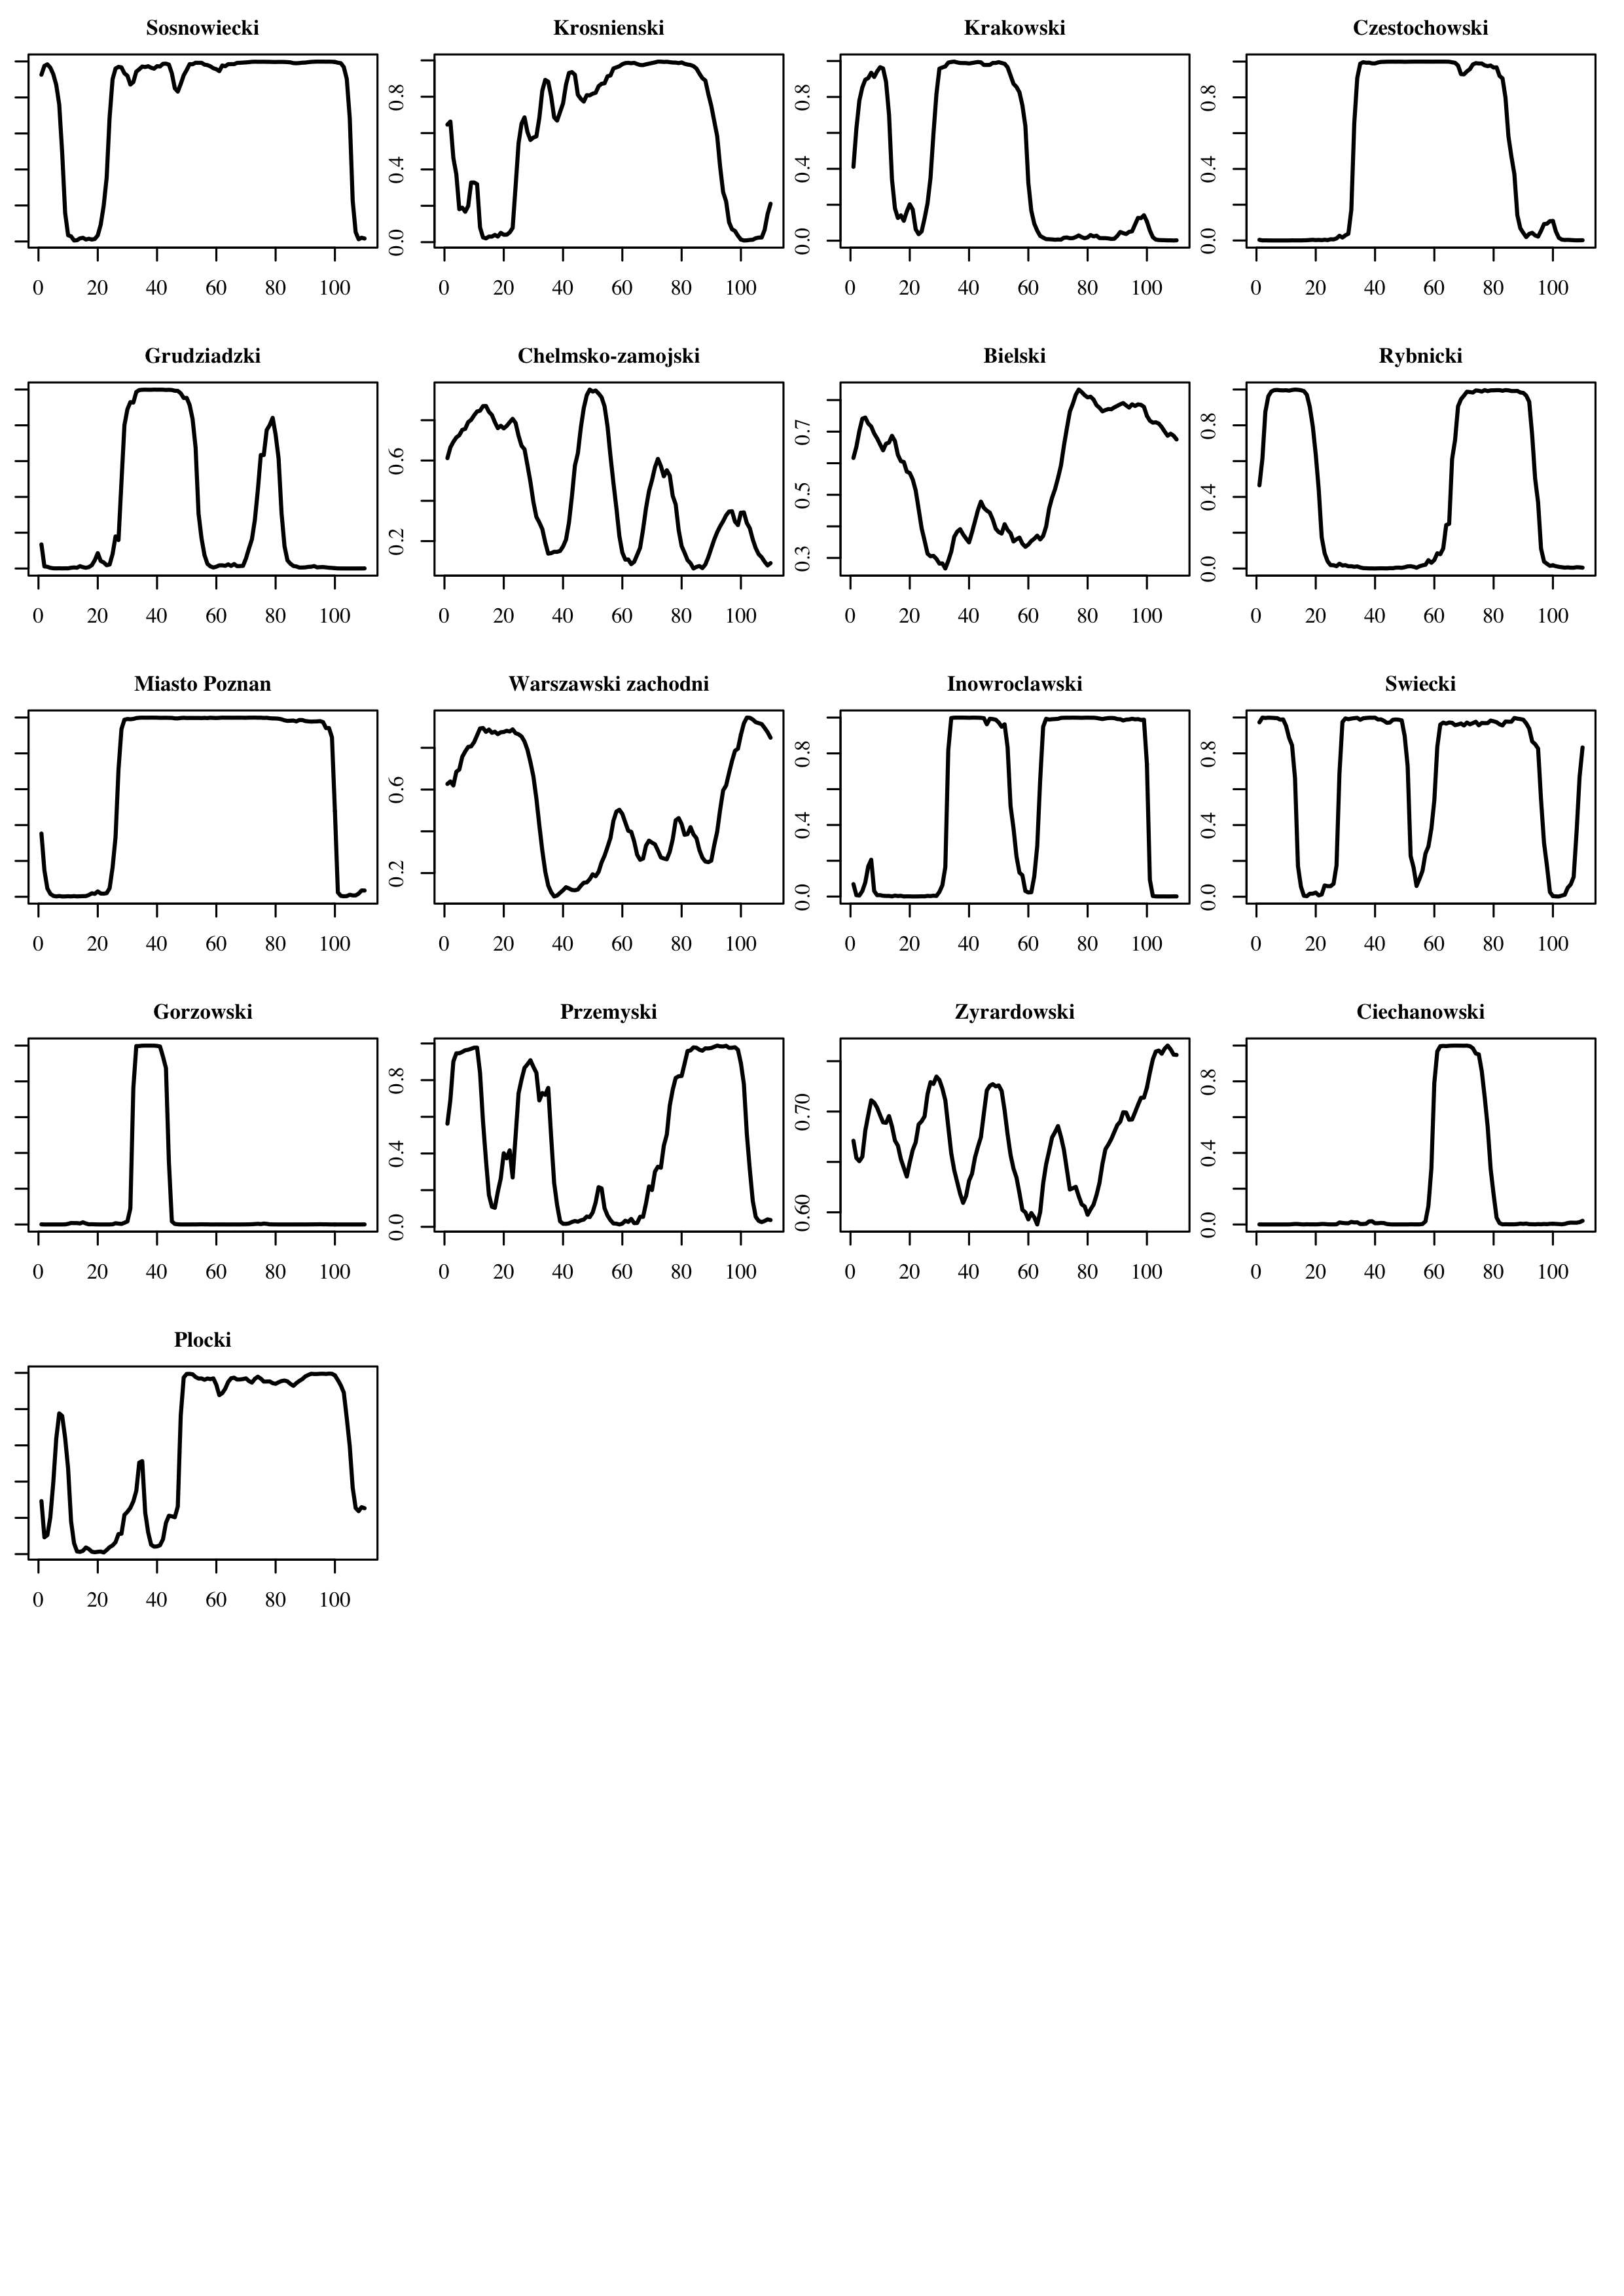 Sosnowiecki
0 20 40 60 80 100
Krosnienski
0.8
0.4
0.0
0 20 40 60 80 100
Krakowski
0.8
0.4
0.0
0 20 40 60 80 100
Czestochowski
0.8
0.4
0.0
0 20 40 60 80 100
Grudziadzki
0 20 40 60 80 100
Chelmsko-zamojski
0.6
0.2
0 20 40 60 80 100
Bielski
0.7
0.5
0.3
0 20 40 60 80 100
Rybnicki
0.8
0.4
0.0
0 20 40 60 80 100
Miasto Poznan
0 20 40 60 80 100
Warszawski zachodni
0.6
0.2
0 20 40 60 80 100
Inowroclawski
0.8
0.4
0.0
0 20 40 60 80 100
Swiecki
0.8
0.4
0.0
0 20 40 60 80 100
Gorzowski
0 20 40 60 80 100
Przemyski
0.8
0.4
0.0
0 20 40 60 80 100
Zyrardowski
0.70
0.60
0 20 40 60 80 100
Ciechanowski
0.8
0.4
0.0
0 20 40 60 80 100
Plocki
0 20 40 60 80 100